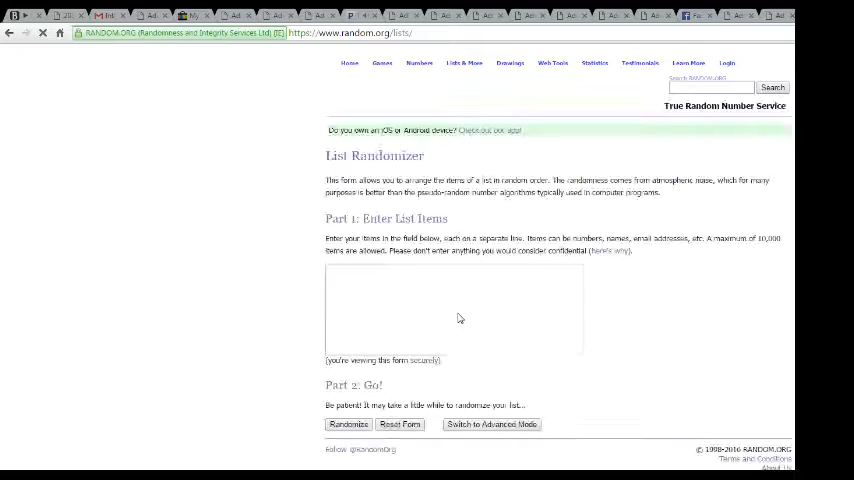 RANDOM.ORG (Randomness and Integrity Services Ltd) [IE] https://www.random.org/lists/
Home Games Numbers Lists & More Drawings Web Tools Statistics Testimonials Learn More Login
Search RANDOM.ORG
Search
True Random Number Service
Do you own an iOS or Android device? Check out our app!
List Randomizer
This form allows you to arrange the items of a list in random order. The randomness comes from atmospheric noise, which for many
purposes is better than the pseudo-random number algorithms typically used in computer programs.
Part 1: Enter List Items
Enter your items in the field below, each on a separate line. Items can be numbers, names, email addresses, etc. A maximum of 10,000
items are allowed. Please don't enter anything you would consider confidential (here's why).
(you're viewing this form securely)
Part 2: Go!
Be patient! It may take a little while to randomize your list...
Randomize Reset Form Switch to Advanced Mode
Follow @RandomOrg
© 1998-2016 RANDOM.ORG
Terms and Conditions
About Us